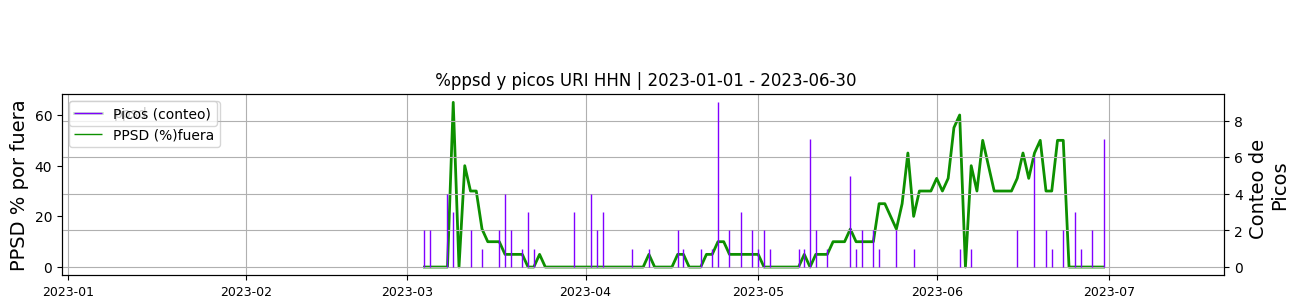 %ppsd y picos URI HHN | 2023-01-01 - 2023-06-30
PPSD % por fuera
60
40
20
0
Picos (conteo)
PPSD (%)fuera
8
6
4
2
0
Conteo de
Picos
2023-01
2023-02
2023-03
2023-04
2023-05
2023-06
2023-07